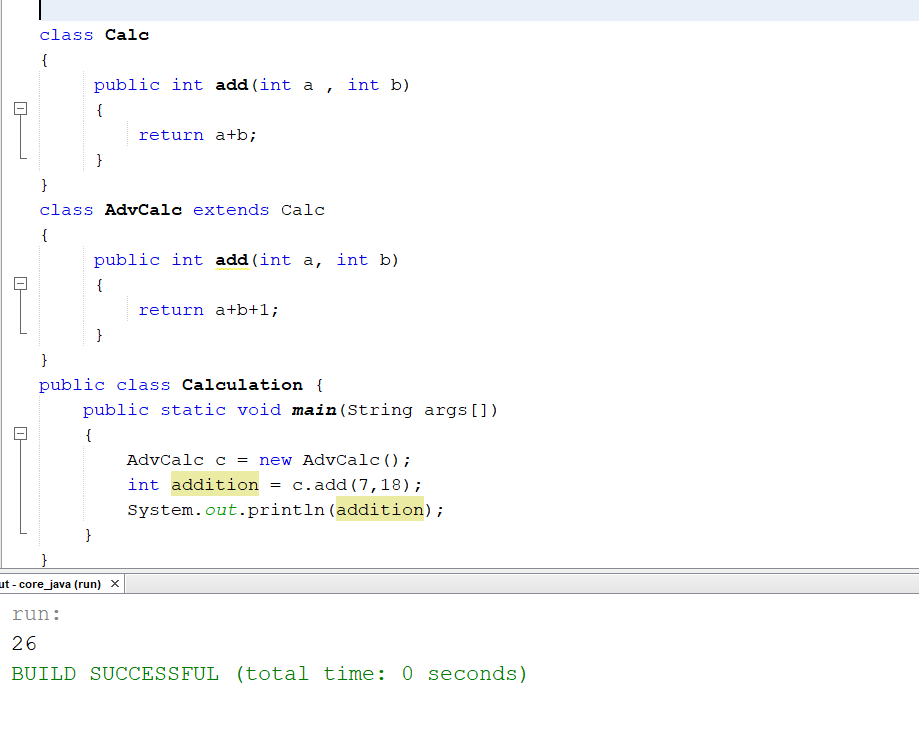 class Calc
{
public int add(int a , int b)
{
return a+b;
}
}
class AdvCalc extends Calc
{
public int add(int a, int b)
{
return a+b+1;
}
}
public class Calculation {
public static void main(String args[])
{
AdvCalc c = new AdvCalc();
int addition = c.add(7,18);
System.out.println(addition);
}
}
ut - core_java (run) ×
run:
26
BUILD SUCCESSFUL (total time: 0 seconds)